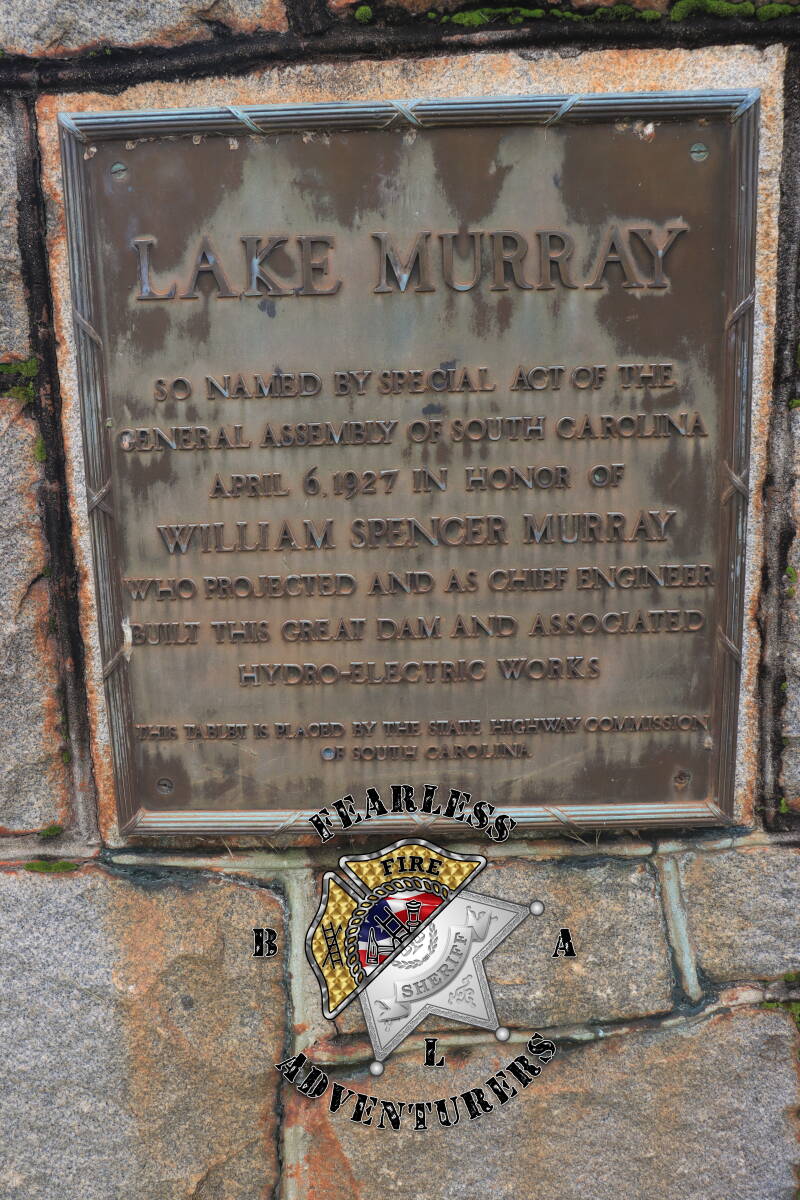 LAKE MURRAY
SO NAMED BY SPECIAL ACT OF THE
GENERAL ASSEMBLY OF SOUTH CAROLINA
APRIL 6, 1927 IN HONOR OF
WILLIAM SPENCER MURRAY
WHO PROJECTED AND AS CHIEF ENGINEER
BUILT THIS GREAT DAM AND ASSOCIATED
HYDRO-ELECTRIC WORKS
THIS TABLET IS PLACED BY THE STATE HIGHWAY COMMISSION
OF SOUTH CAROLINA
FEARLESS
FIRE
B A
SHERIFF
L
ADVENTURERS